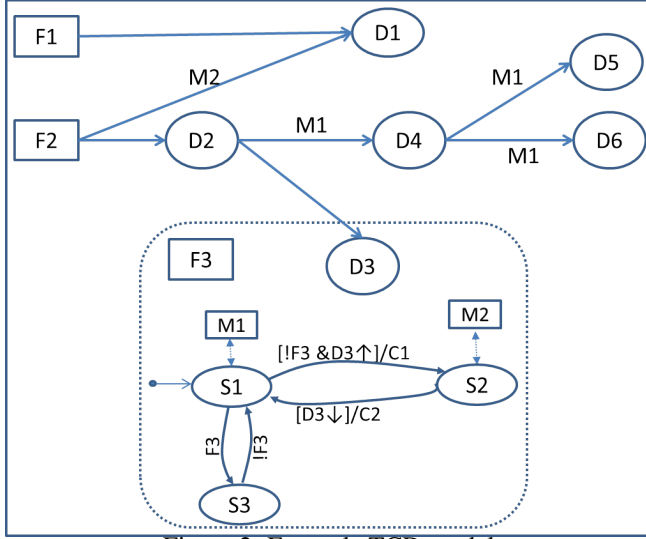 F1
D1
M2
M1
D5
F2
D2
M1
D4
M1
D6
F3
D3
M1
M2
[!F3 &D3↑]/C1
S1
S2
[D3↓]/C2
F3
!F3
S3